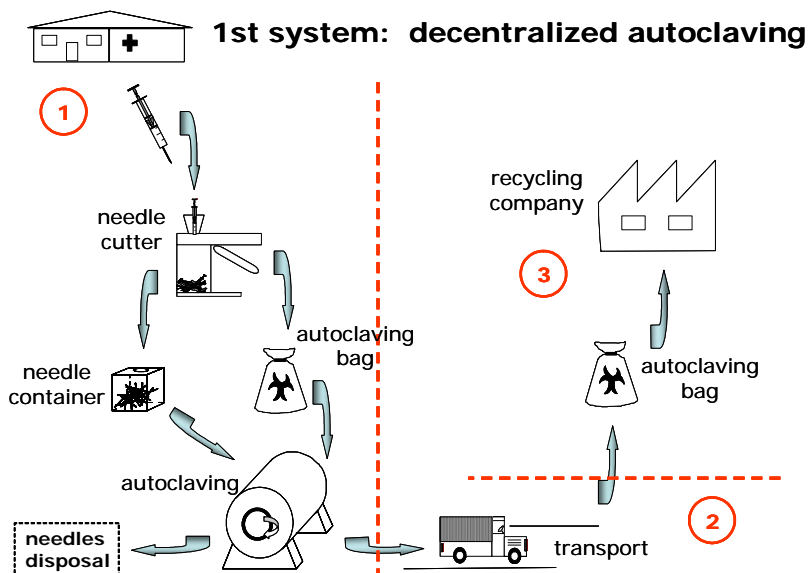 1st system: decentralized autoclaving
1
needle
cutter
autoclaving
bag
needle
container
autoclaving
needles
disposal
recycling
company
3
autoclaving
bag
2
transport